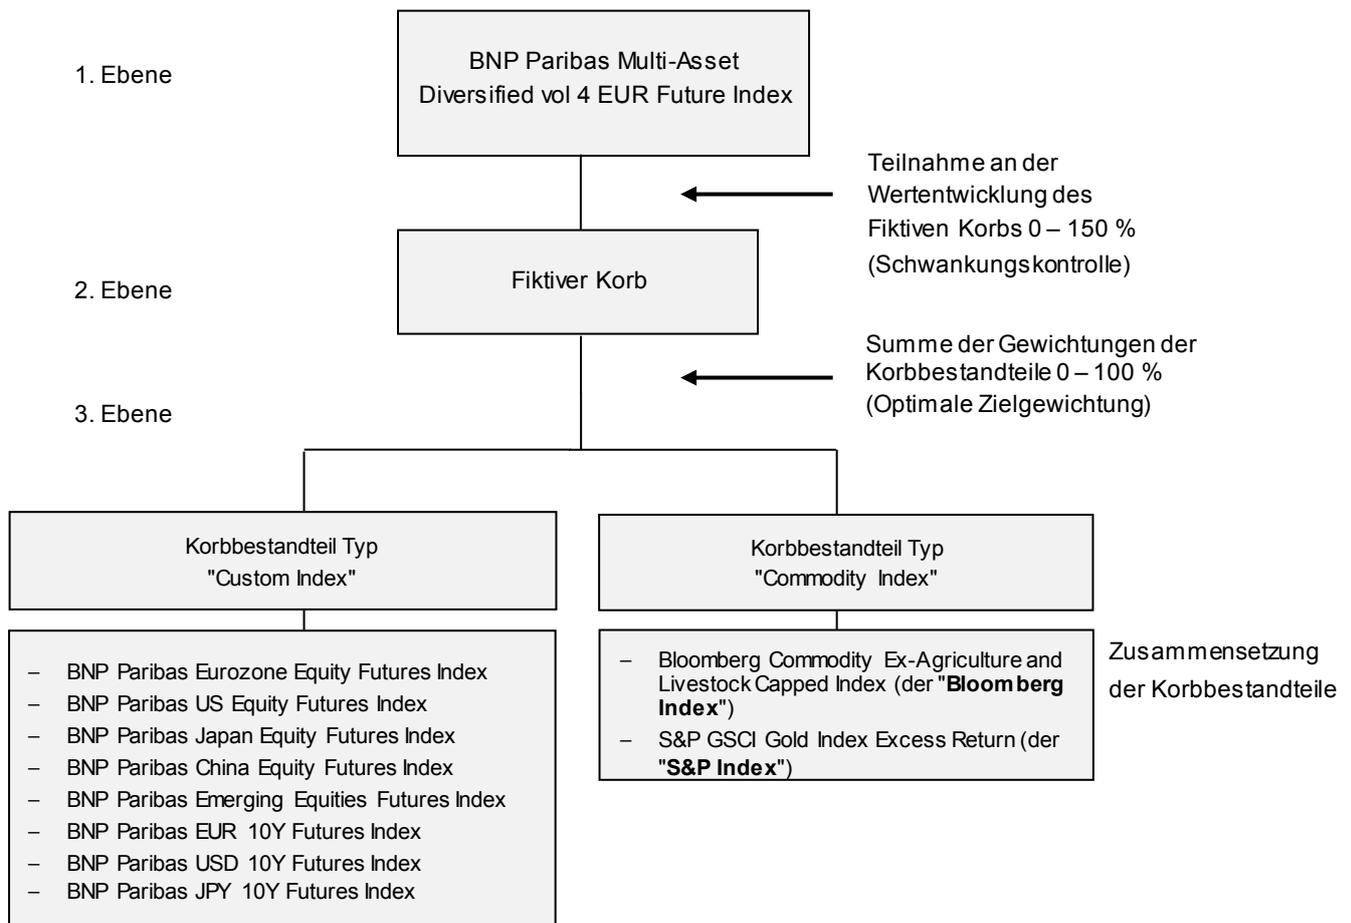 1. Ebene
BNP Paribas Multi-Asset
Diversified vol 4 EUR Future Index
Teilnahme an der
Wertentwicklung des
Fiktiven Korbs 0 – 150 %
(Schwankungskontrolle)
2. Ebene
Fiktiver Korb
Summe der Gewichtungen der
Korbbestandteile 0 – 100 %
(Optimale Zielgewichtung)
3. Ebene
Korbbestandteil Typ
"Custom Index"
Korbbestandteil Typ
"Commodity Index"
– BNP Paribas Eurozone Equity Futures Index
– BNP Paribas US Equity Futures Index
– BNP Paribas Japan Equity Futures Index
– BNP Paribas China Equity Futures Index
– BNP Paribas Emerging Equities Futures Index
– BNP Paribas EUR 10Y Futures Index
– BNP Paribas USD 10Y Futures Index
– BNP Paribas JPY 10Y Futures Index
– Bloomberg Commodity Ex-Agriculture and
Livestock Capped Index (der "Bloomberg
Index")
– S&P GSCI Gold Index Excess Return (der
"S&P Index")
Zusammensetzung
der Korbbestandteile